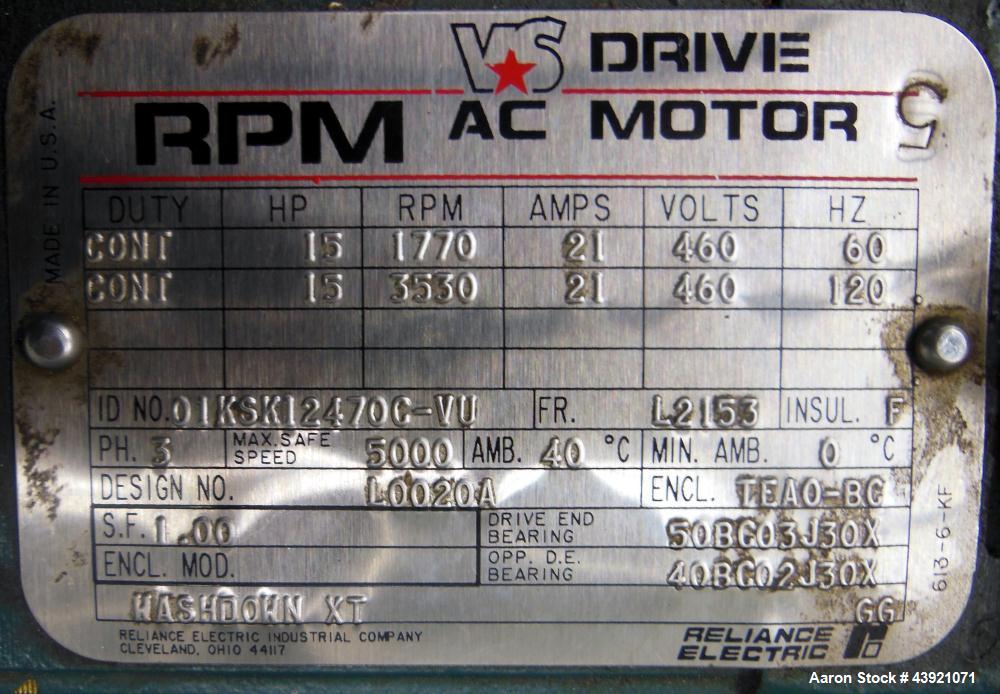 VS DRIVE
RPM AC MOTOR
MADE IN U.S.A.
DUTY HP RPM AMPS VOLTS HZ
CONT 15 1770 21 460 60
CONT 15 3530 21 460 120
ID NO. 01KSK12470C-VU FR. L2153 INSUL. F
PH. 3 MAX. SAFE SPEED 5000 AMB. 40 °C MIN. AMB. 0 °C
DESIGN NO. L0020A ENCL. TEAO-BC
S.F. 1.00 DRIVE END BEARING 50BC03J30X
ENCL. MOD. OPP. D.E. BEARING 40BC02J30X
WASHDOWN XT GG
613-6-KF
RELIANCE ELECTRIC INDUSTRIAL COMPANY
CLEVELAND, OHIO 44117
RELIANCE
ELECTRIC
Aaron Stock # 43921071